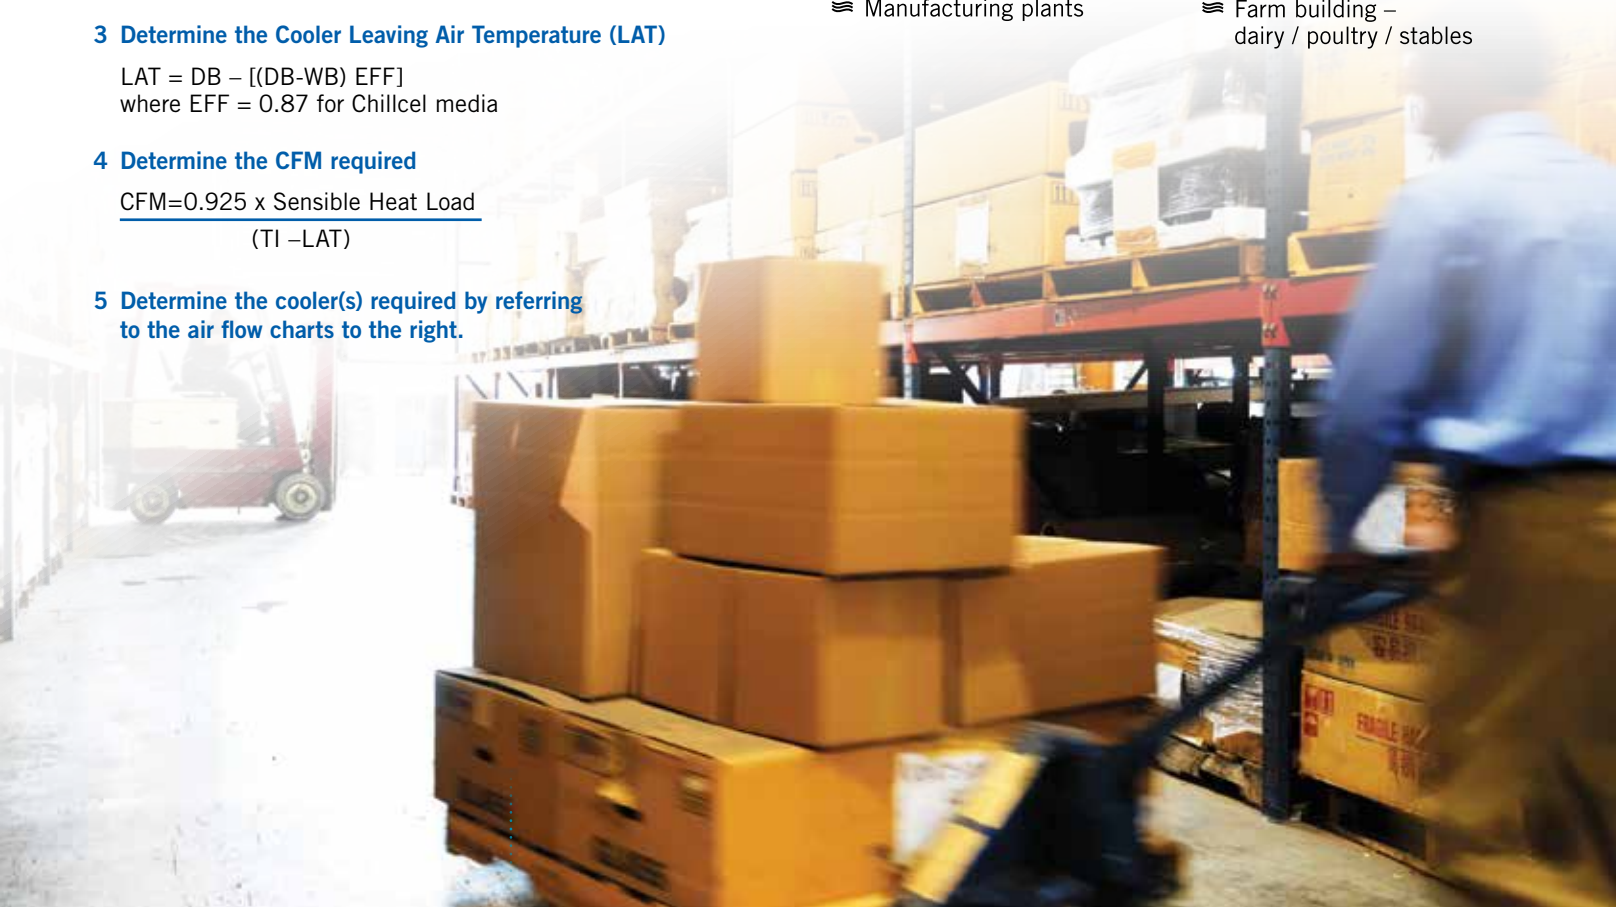 3 Determine the Cooler Leaving Air Temperature (LAT)
LAT = DB – [(DB-WB) EFF]
where EFF = 0.87 for Chillcel media
4 Determine the CFM required
CFM=0.925 x Sensible Heat Load
(TI –LAT)
5 Determine the cooler(s) required by referring
to the air flow charts to the right.
Manufacturing plants
Farm building –
dairy / poultry / stables
FRAGILE